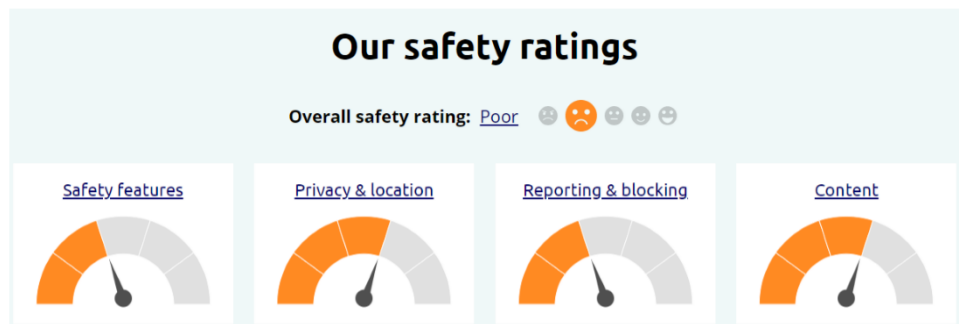 Our safety ratings
Overall safety rating: Poor
Safety features
Privacy & location
Reporting & blocking
Content